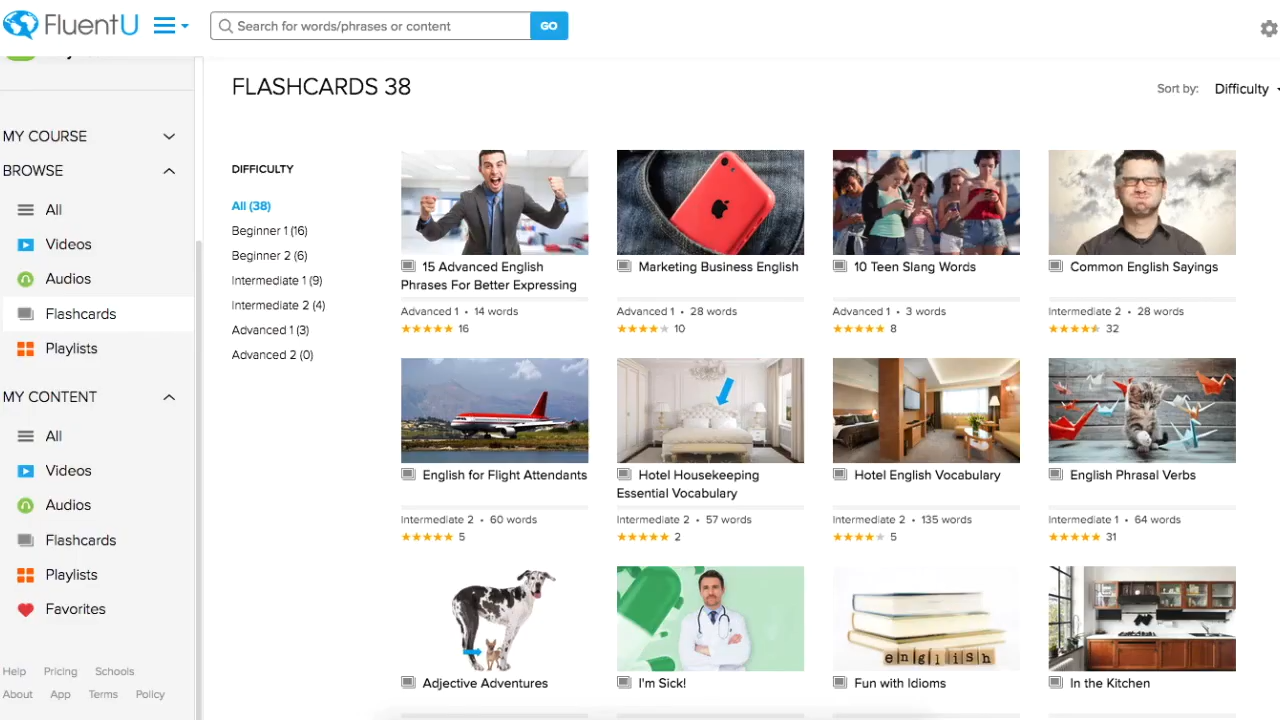 FluentU
Search for words/phrases or content
GO
MY COURSE
BROWSE
All
Videos
Audios
Flashcards
Playlists
MY CONTENT
All
Videos
Audios
Flashcards
Playlists
Favorites
Help Pricing Schools
About App Terms Policy
FLASHCARDS 38
Sort by: Difficulty
DIFFICULTY
All (38)
Beginner 1 (16)
Beginner 2 (6)
Intermediate 1 (9)
Intermediate 2 (4)
Advanced 1 (3)
Advanced 2 (0)
15 Advanced English
Phrases For Better Expressing
Advanced 1 • 14 words
16
Marketing Business English
Advanced 1 • 28 words
10
10 Teen Slang Words
Advanced 1 • 3 words
8
Common English Sayings
Intermediate 2 • 28 words
32
English for Flight Attendants
Intermediate 2 • 60 words
5
Hotel Housekeeping
Essential Vocabulary
Intermediate 2 • 57 words
2
Hotel English Vocabulary
Intermediate 2 • 135 words
5
English Phrasal Verbs
Intermediate 1 • 64 words
31
Adjective Adventures
I'm Sick!
english
Fun with Idioms
In the Kitchen